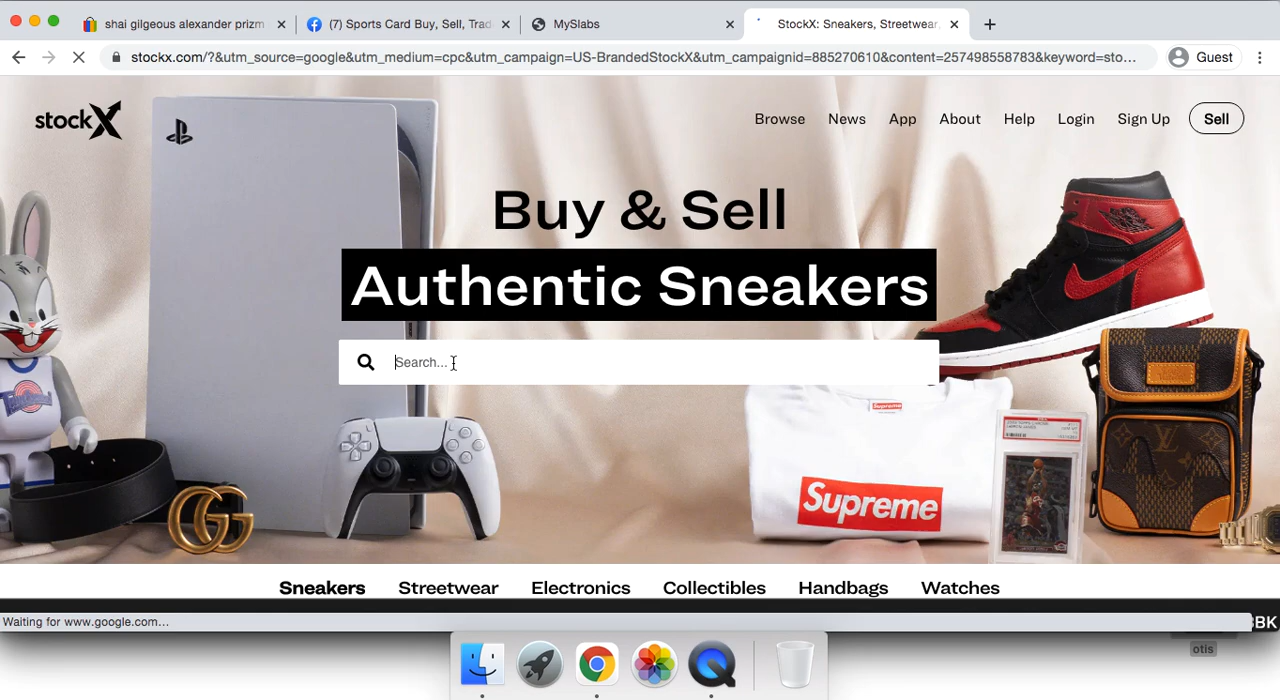 shai gilgeous alexander prizm
(7) Sports Card Buy, Sell, Trad
MySlabs
StockX: Sneakers, Streetwear,
stockx.com/?&utm_source=google&utm_medium=cpc&utm_campaign=US-BrandedStockX&utm_campaignid=885270610&content=257498558783&keyword=sto...
Guest
stockX
Browse
News
App
About
Help
Login
Sign Up
Sell
Buy & Sell
Authentic Sneakers
Search...
Supreme
Supreme
Sneakers
Streetwear
Electronics
Collectibles
Handbags
Watches
Waiting for www.google.com...
BK
otis